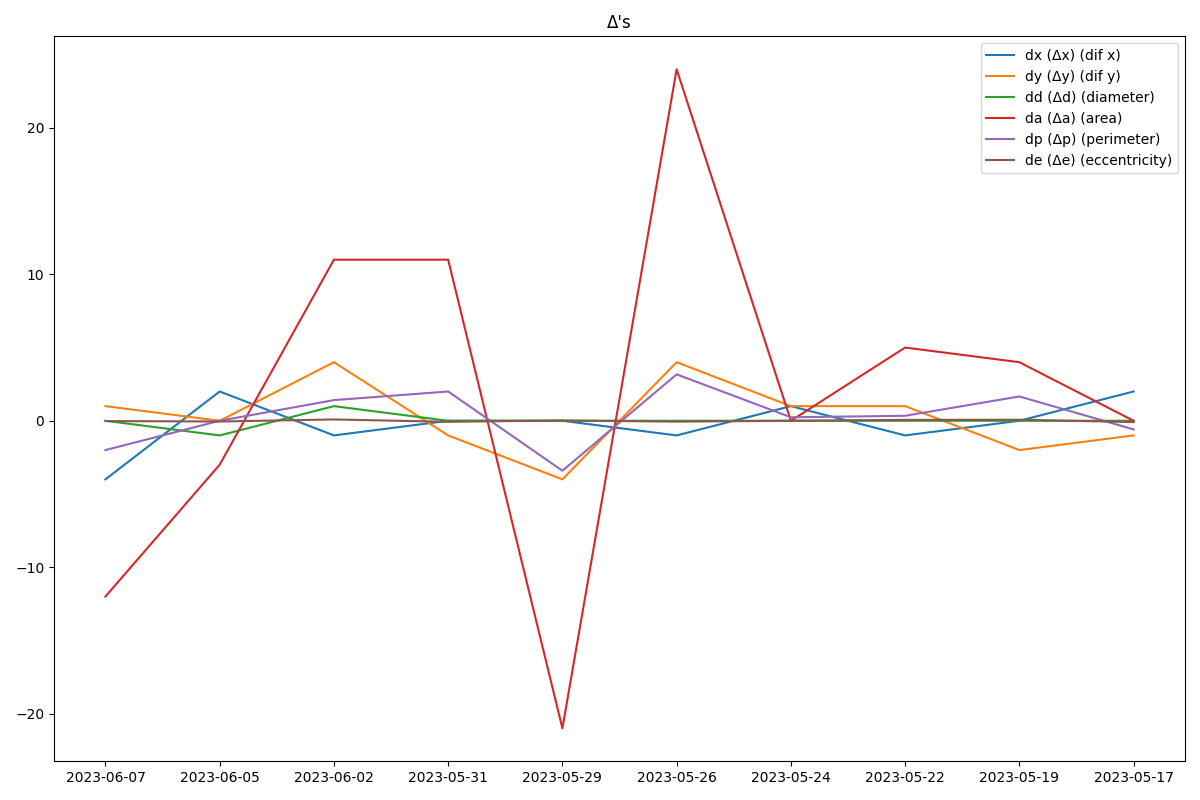 Δ's
dx (Δx) (dif x)
dy (Δy) (dif y)
dd (Δd) (diameter)
da (Δa) (area)
dp (Δp) (perimeter)
de (Δe) (eccentricity)
20
10
0
−10
−20
2023-06-07 2023-06-05 2023-06-02 2023-05-31 2023-05-29 2023-05-26 2023-05-24 2023-05-22 2023-05-19 2023-05-17